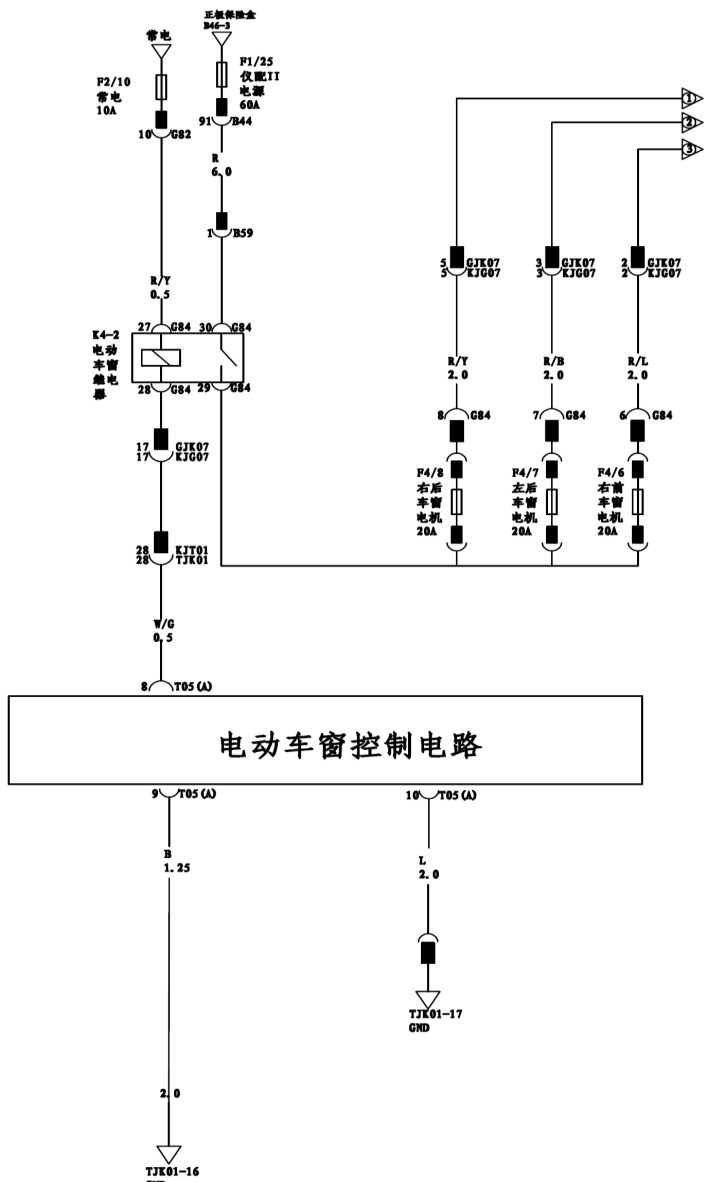 正极保险盒
B46-3
常电
F2/10
常电
10A
F1/25
仪配II
电源
60A
10 G82
91 B44
R
6.0
1 B59
R/Y
0.5
27 G84
30 G84
K4-2
电动
车窗
继电
器
28 G84
29 G84
17 GJK07
17 KJG07
28 KJT01
28 TJK01
W/G
0.5
8 T05(A)
1
2
3
5 GJK07
5 KJG07
3 GJK07
3 KJG07
2 GJK07
2 KJG07
R/Y
2.0
R/B
2.0
R/L
2.0
8 G84
7 G84
6 G84
F4/8
右后
车窗
电机
20A
F4/7
左后
车窗
电机
20A
F4/6
右前
车窗
电机
20A
电动车窗控制电路
9 T05(A)
10 T05(A)
B
1.25
L
2.0
TJK01-17
GND
2.0
TJK01-16